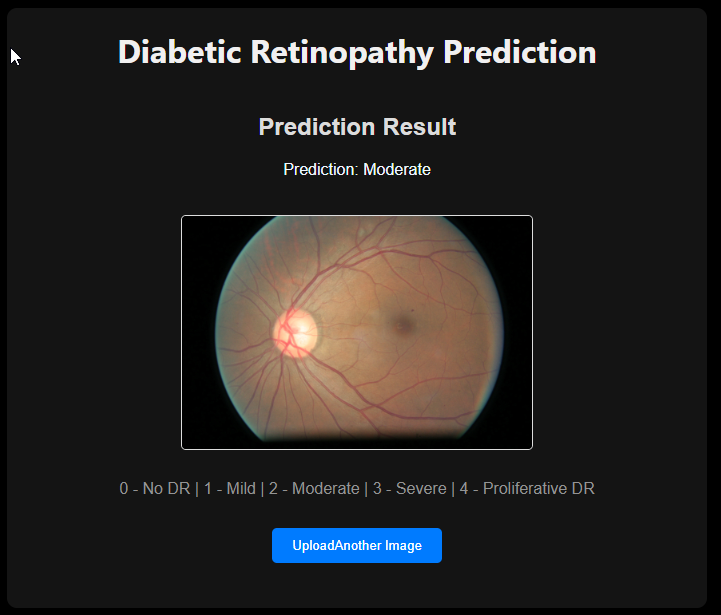 Diabetic Retinopathy Prediction
Prediction Result
Prediction: Moderate
0 - No DR | 1 - Mild | 2 - Moderate | 3 - Severe | 4 - Proliferative DR
UploadAnother Image